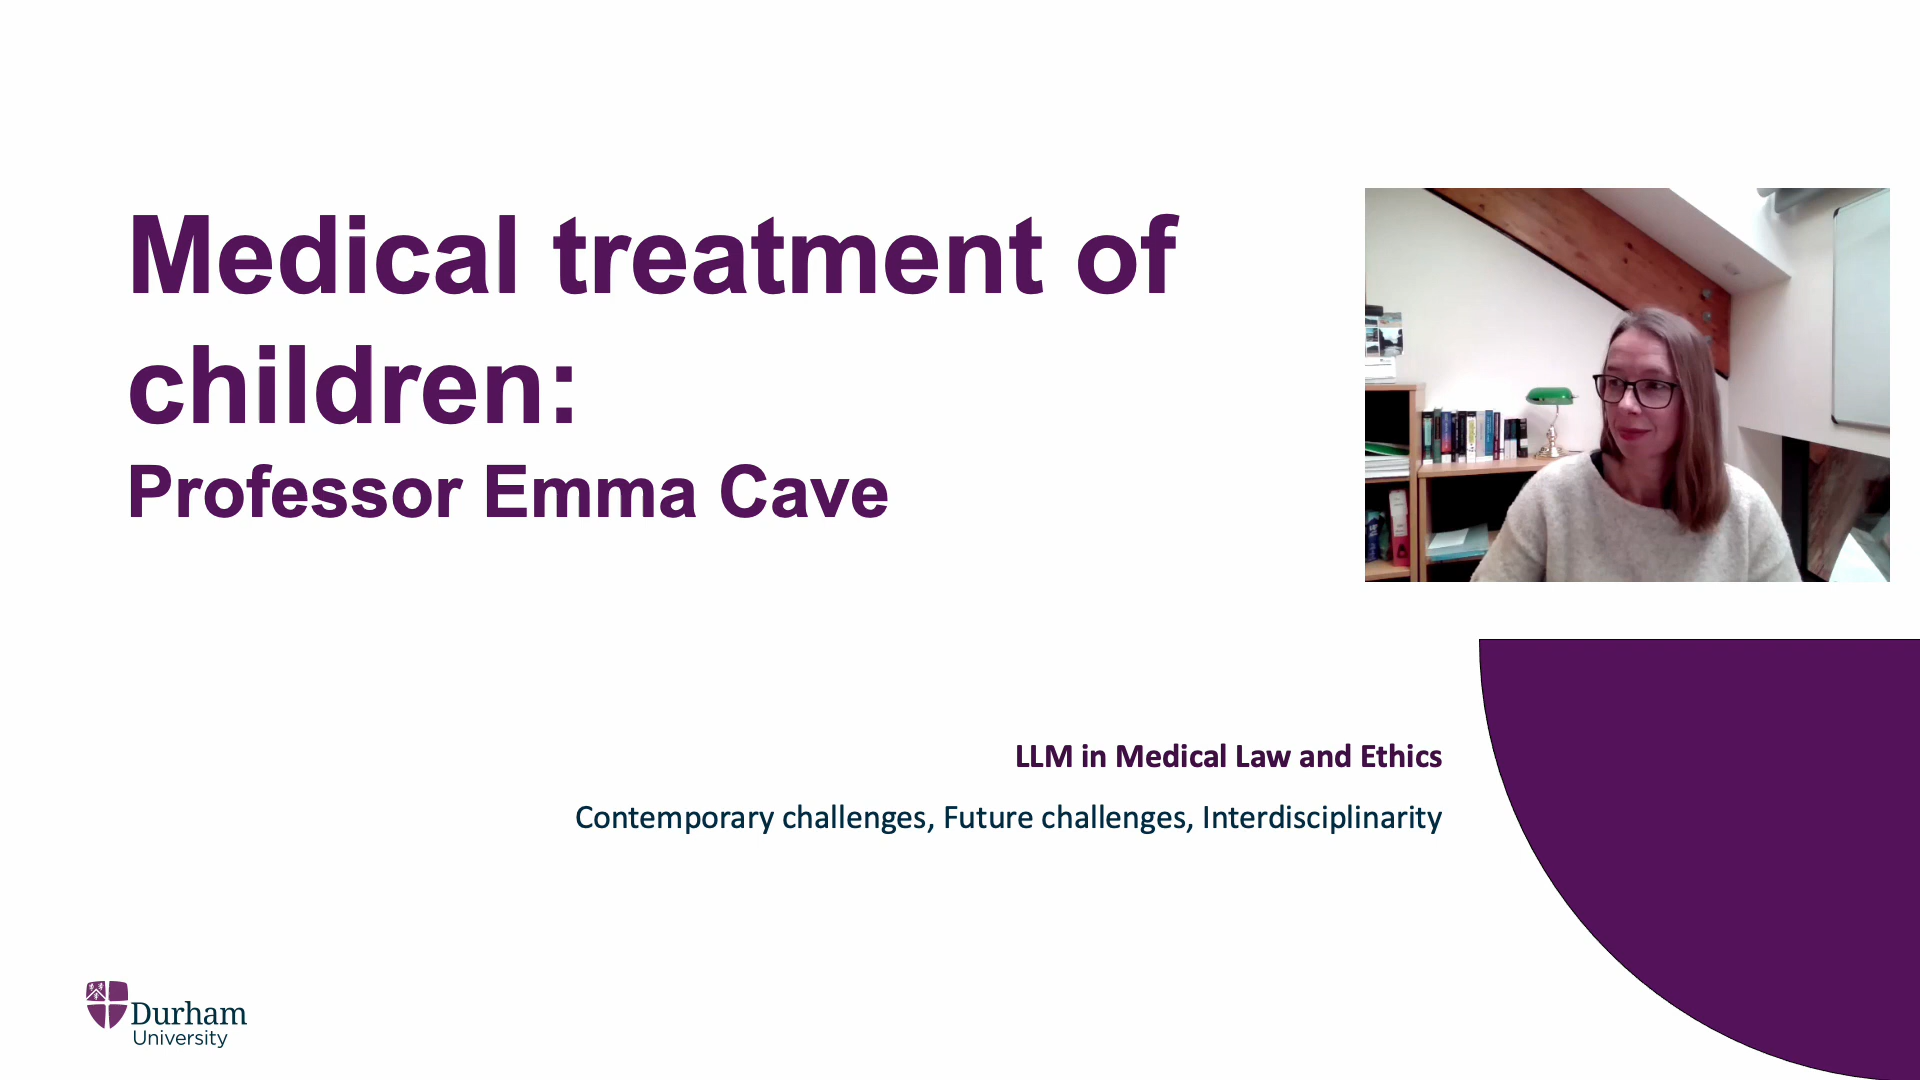 Medical treatment of
children:
Professor Emma Cave
LLM in Medical Law and Ethics
Contemporary challenges, Future challenges, Interdisciplinarity
Durham
University